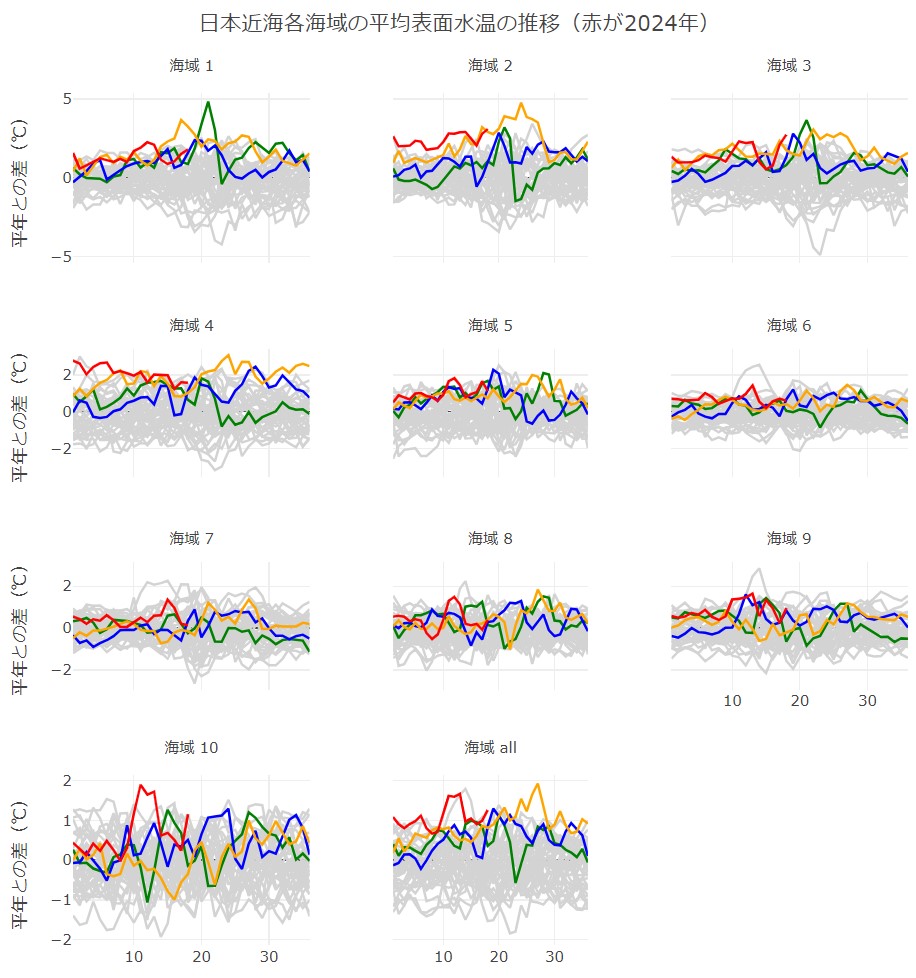 日本近海各海域の平均表面水温の推移（赤が2024年）
海域 1
海域 2
海域 3
平年との差（℃）
5
0
−5
海域 4
海域 5
海域 6
平年との差（℃）
2
0
−2
海域 7
海域 8
海域 9
平年との差（℃）
2
0
−2
10 20 30
海域 10
海域 all
平年との差（℃）
2
1
0
−1
−2
10 20 30
10 20 30